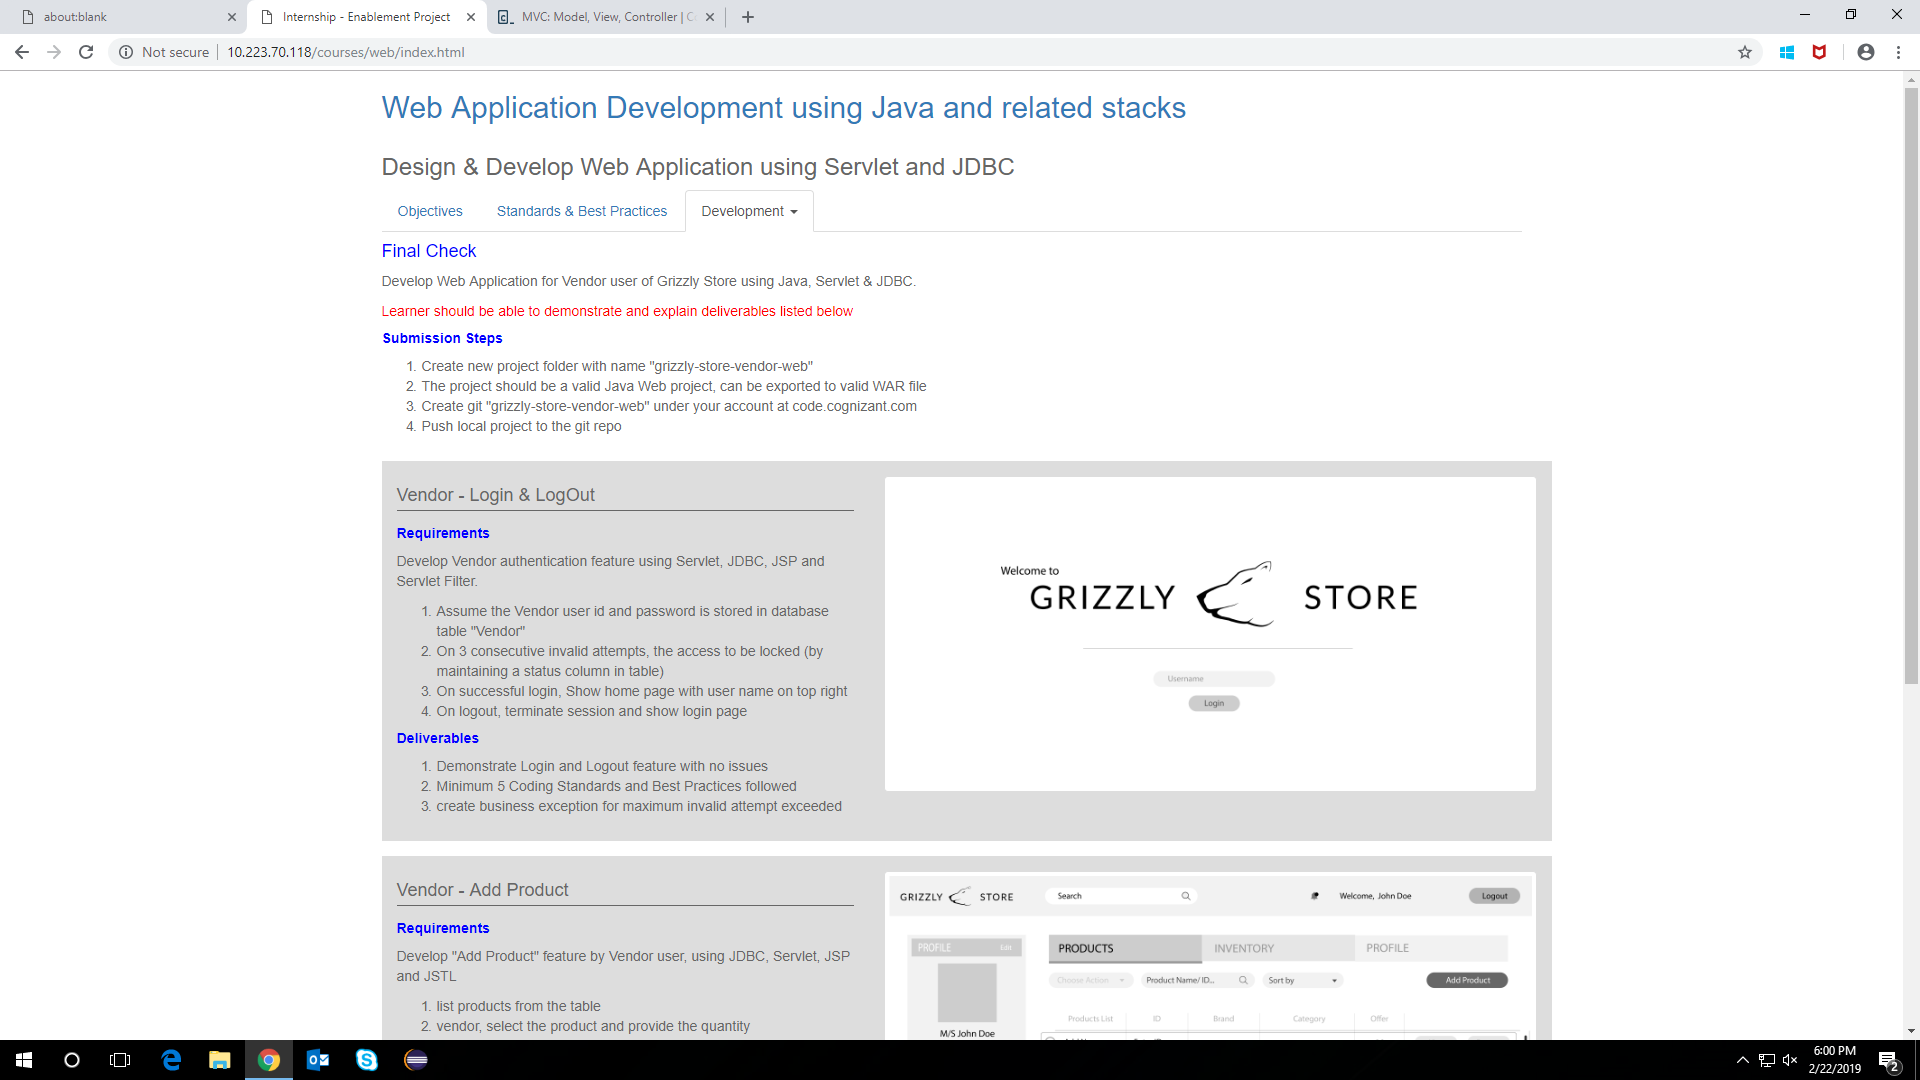 about:blank
Internship - Enablement Project
MVC: Model, View, Controller |
Not secure
10.223.70.118/courses/web/index.html
Web Application Development using Java and related stacks
Design & Develop Web Application using Servlet and JDBC
Objectives
Standards & Best Practices
Development
Final Check
Develop Web Application for Vendor user of Grizzly Store using Java, Servlet & JDBC.
Learner should be able to demonstrate and explain deliverables listed below
Submission Steps
1. Create new project folder with name "grizzly-store-vendor-web"
2. The project should be a valid Java Web project, can be exported to valid WAR file
3. Create git "grizzly-store-vendor-web" under your account at code.cognizant.com
4. Push local project to the git repo
Vendor - Login & LogOut
Requirements
Develop Vendor authentication feature using Servlet, JDBC, JSP and
Servlet Filter.
1. Assume the Vendor user id and password is stored in database
table "Vendor"
2. On 3 consecutive invalid attempts, the access to be locked (by
maintaining a status column in table)
3. On successful login, Show home page with user name on top right
4. On logout, terminate session and show login page
Deliverables
1. Demonstrate Login and Logout feature with no issues
2. Minimum 5 Coding Standards and Best Practices followed
3. create business exception for maximum invalid attempt exceeded
Welcome to
GRIZZLY STORE
Username
Login
Vendor - Add Product
Requirements
Develop "Add Product" feature by Vendor user, using JDBC, Servlet, JSP
and JSTL
1. list products from the table
2. vendor, select the product and provide the quantity
GRIZZLY STORE
Search
Welcome, John Doe
Logout
PROFILE
Edit
M/S John Doe
PRODUCTS
INVENTORY
PROFILE
Choose Action
Product Name/ ID...
Sort by
Add Product
Products List
ID
Brand
Category
Offer
6:00 PM
2/22/2019
2